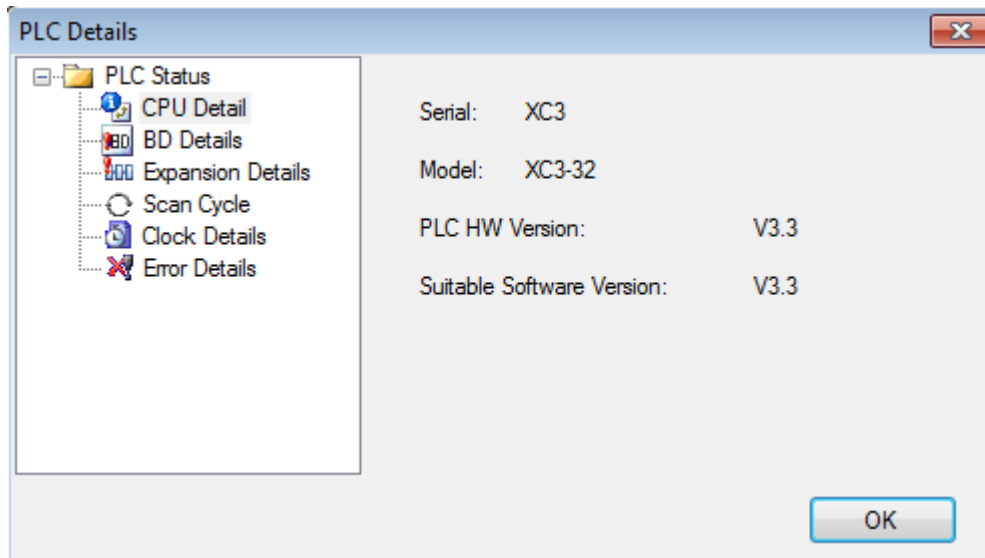 PLC Details
PLC Status
CPU Detail
BD Details
Expansion Details
Scan Cycle
Clock Details
Error Details
Serial: XC3
Model: XC3-32
PLC HW Version: V3.3
Suitable Software Version: V3.3
OK